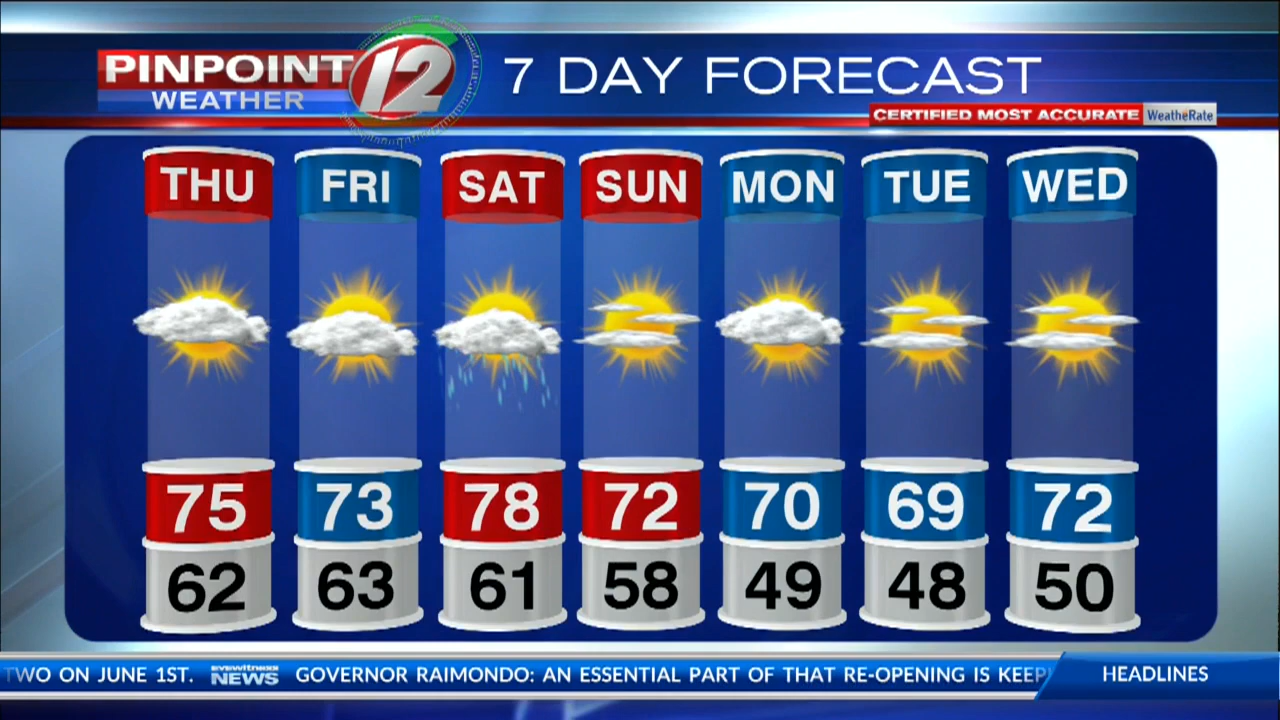 PINPOINT 12
WEATHER
7 DAY FORECAST
CERTIFIED MOST ACCURATE WeatheRate
THU FRI SAT SUN MON TUE WED
75 73 78 72 70 69 72
62 63 61 58 49 48 50
TWO ON JUNE 1ST. EYEWITNESS NEWS GOVERNOR RAIMONDO: AN ESSENTIAL PART OF THAT RE-OPENING IS KEEP
HEADLINES